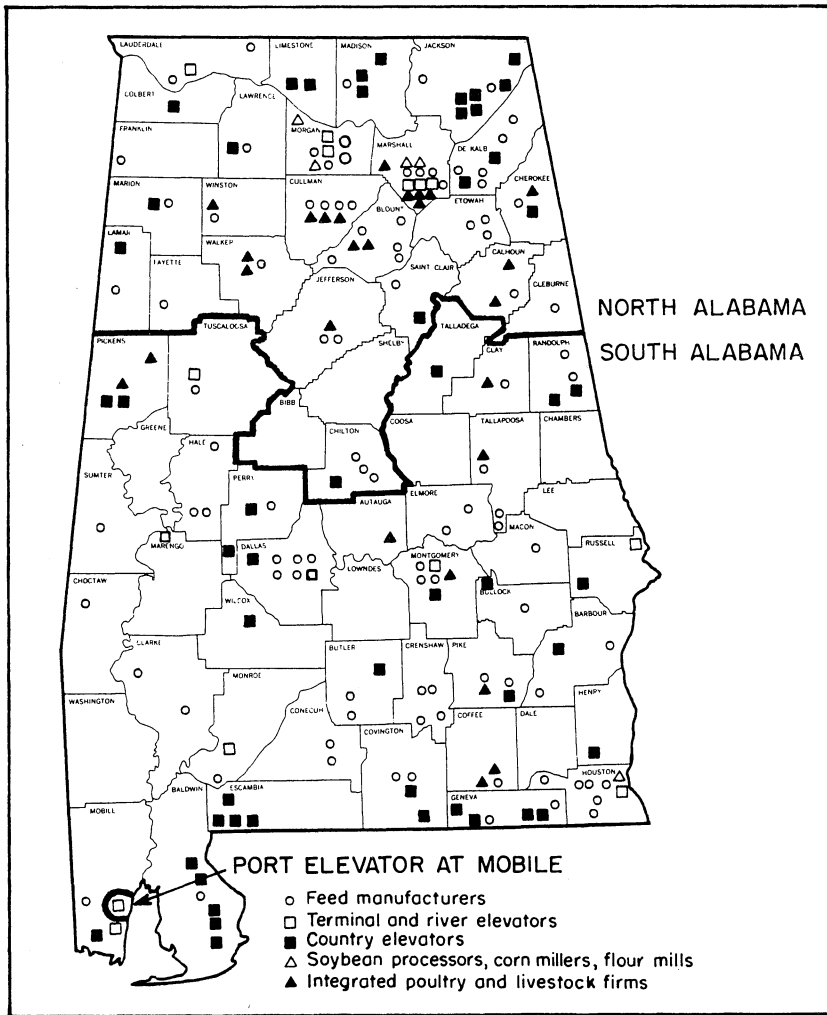 LAUDERDALE
LIMESTONE
MADISON
JACKSON
COLBERT
LAWRENCE
FRANKLIN
MORGAN
MARSHALL
DE KALB
CHEROKEE
MARION
WINSTON
CULLMAN
BLOUNT
ETOWAH
LAMAR
WALKER
FAYETTE
SAINT CLAIR
CALHOUN
JEFFERSON
CLEBURNE
NORTH ALABAMA
TUSCALOOSA
TALLADEGA
SOUTH ALABAMA
PICKENS
SHELBY
CLAY
RANDOLPH
BIBB
GREENE
HALE
CHILTON
COOSA
TALLAPOOSA
CHAMBERS
SUMTER
PERRY
ELMORE
LEE
AUTAUGA
MACON
MARENGO
DALLAS
MONTGOMERY
RUSSELL
CHOCTAW
LOWNDES
BULLOCK
WILCOX
BARBOUR
CLARKE
BUTLER
CRENSHAW
PIKE
MONROE
WASHINGTON
CONECUH
COFFEE
DALE
HENRY
COVINGTON
HOUSTON
BALDWIN
ESCAMBIA
GENEVA
MOBILE
PORT ELEVATOR AT MOBILE
Feed manufacturers
Terminal and river elevators
Country elevators
Soybean processors, corn millers, flour mills
Integrated poultry and livestock firms